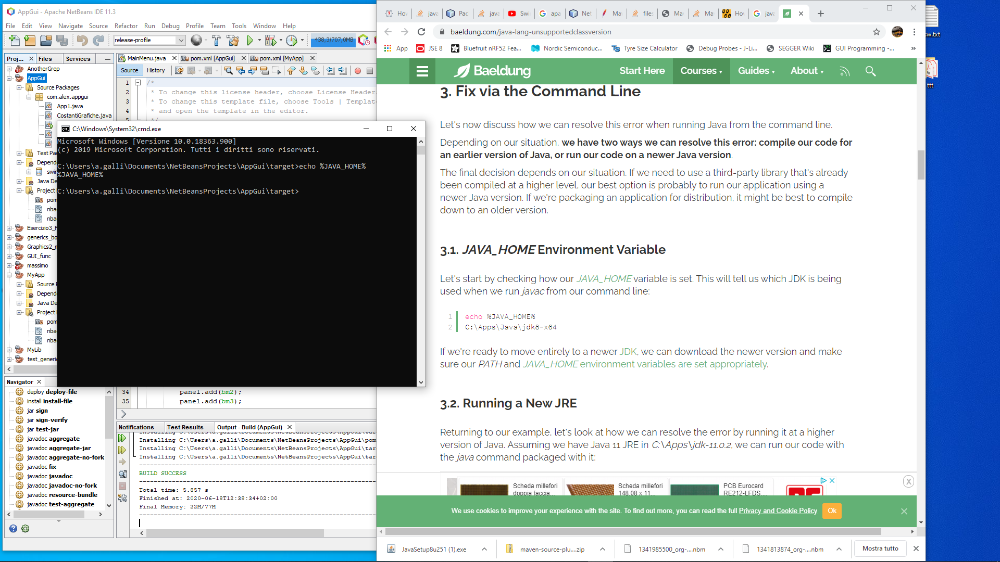 AppGui - Apache NetBeans IDE 11.3
File Edit View Navigate Source Refactor Run Debug Profile Team Tools Window Help
release-profile
438,3/707,0MB
Proj... Files Services
AnotherGrep
AppGui
Source Packages
com.alex.appgui
App1.java
CostantiGrafiche.java
Test Pac
Depend
swin
Java De
Project
pom
nba
nba
Esercizio3_F
generics_bo
Graphics2_m
GUI_func
massimo
MyApp
Source P
Depend
Java De
Project
pom
nba
nba
MyLib
test_generic
MainMenu.java pom.xml [AppGui] pom.xml [MyApp]
Source History
1 /*
2 * To change this license header, choose License Header
3 * To change this template file, choose Tools | Templat
4 * and open the template in the editor.
5 */
C:\Windows\System32\cmd.exe
Microsoft Windows [Versione 10.0.18363.900]
(c) 2019 Microsoft Corporation. Tutti i diritti sono riservati.
C:\Users\a.galli\Documents\NetBeansProjects\AppGui\target>echo %JAVA_HOME%
%JAVA_HOME%
C:\Users\a.galli\Documents\NetBeansProjects\AppGui\target>
34 panel.add(bm2);
35 panel.add(bm3);
Navigator
deploy deploy-file
install install-file
jar sign
jar sign-verify
jar test-jar
javadoc aggregate
javadoc aggregate-jar
javadoc aggregate-no-fork
javadoc fix
javadoc javadoc
javadoc javadoc-no-fork
javadoc resource-bundle
javadoc test-aggregate
Notifications Test Results Output - Build (AppGui)
Installing C:\Users\a.galli\Documents\NetBeansProjects\AppGui\tar
Installing C:\Users\a.galli\Documents\NetBeansProjects\AppGui\pom
Installing C:\Users\a.galli\Documents\NetBeansProjects\AppGui\tar
Installing C:\Users\a.galli\Documents\NetBeansProjects\AppGui\tar
BUILD SUCCESS
Total time: 5.857 s
Finished at: 2020-06-18T12:38:34+02:00
Final Memory: 22M/77M
Hov java Pac java Swi apa Net Ma files Ma Ma Hov java
baeldung.com/java-lang-unsupportedclassversion
App JSE 8 Bluefruit nRF52 Fea... Nordic Semiconduc... Tyre Size Calculator Debug Probes - J-Li... SEGGER Wiki GUI Programming -... »
Baeldung Start Here Courses Guides About
3. Fix via the Command Line
Let's now discuss how we can resolve this error when running Java from the command line.
Depending on our situation, we have two ways we can resolve this error: compile our code for
an earlier version of Java, or run our code on a newer Java version.
The final decision depends on our situation. If we need to use a third-party library that's already
been compiled at a higher level, our best option is probably to run our application using a
newer Java version. If we're packaging an application for distribution, it might be best to compile
down to an older version.
3.1. JAVA_HOME Environment Variable
Let's start by checking how our JAVA_HOME variable is set. This will tell us which JDK is being
used when we run javac from our command line:
1 echo %JAVA_HOME%
2 C:\Apps\Java\jdk8-x64
If we're ready to move entirely to a newer JDK, we can download the newer version and make
sure our PATH and JAVA_HOME environment variables are set appropriately.
3.2. Running a New JRE
Returning to our example, let's look at how we can resolve the error by running it at a higher
version of Java. Assuming we have Java 11 JRE in C:\Apps\jdk-11.0.2, we can run our code with
the java command packaged with it:
Scheda millefori
doppia faccia...
Scheda millefori
148.08 x 11...
PCB Eurocard
RE212-LFDS,...
We use cookies to improve your experience with the site. To find out more, you can read the full Privacy and Cookie Policy Ok
JavaSetup8u251 (1).exe maven-source-plu....zip 1341985500_org-....nbm 1341813874_org-....nbm Mostra tutto
sw.txt
ttt